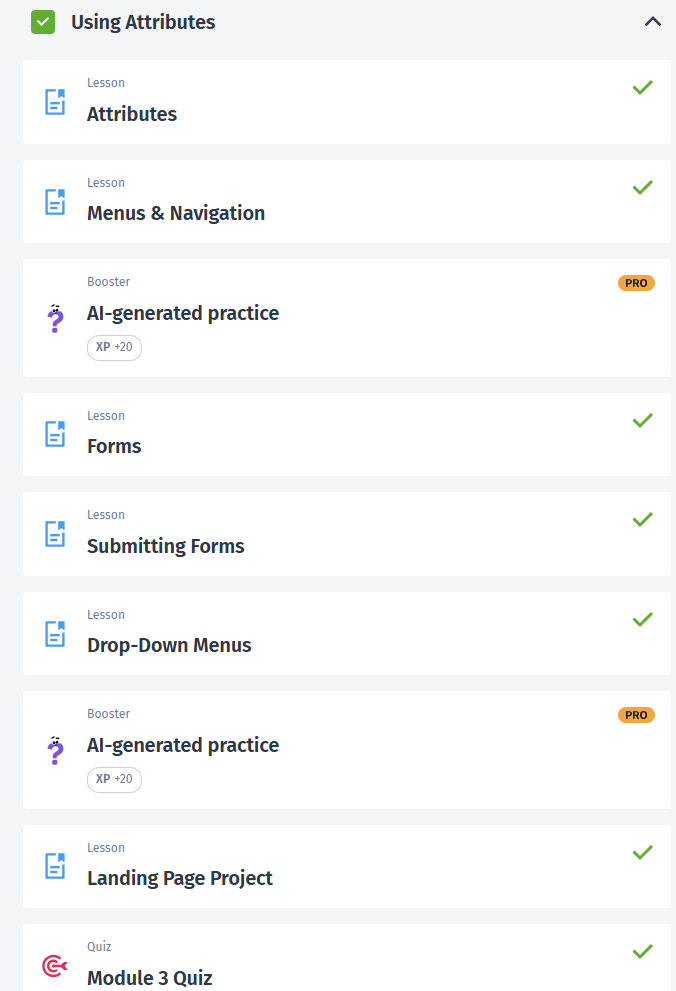 Using Attributes
Lesson
Attributes
Lesson
Menus & Navigation
Booster
PRO
AI-generated practice
XP +20
Lesson
Forms
Lesson
Submitting Forms
Lesson
Drop-Down Menus
Booster
PRO
AI-generated practice
XP +20
Lesson
Landing Page Project
Quiz
Module 3 Quiz